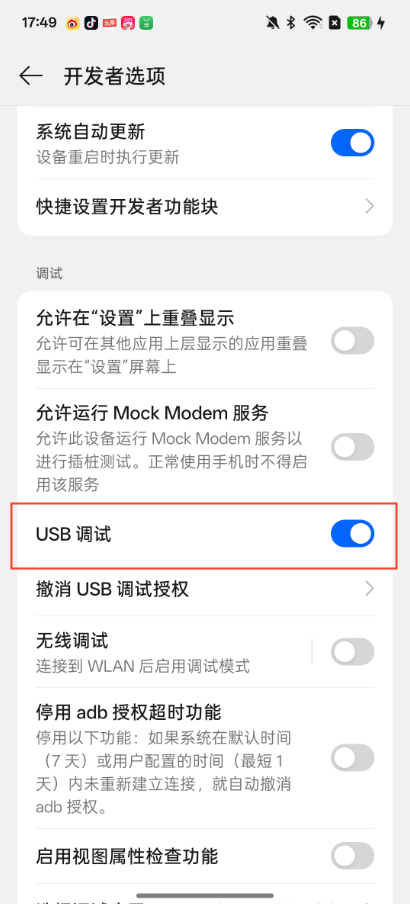 17:49
86
开发者选项
系统自动更新
设备重启时执行更新
快捷设置开发者功能块
调试
允许在“设置”上重叠显示
允许可在其他应用上层显示的应用重叠
显示在“设置”屏幕上
允许运行 Mock Modem 服务
允许此设备运行 Mock Modem 服务以
进行插桩测试。正常使用手机时不得启
用该服务
USB 调试
撤消 USB 调试授权
无线调试
连接到 WLAN 后启用调试模式
停用 adb 授权超时功能
停用以下功能：如果系统在默认时间
（7 天）或用户配置的时间（最短 1
天）内未重新建立连接，就自动撤消
adb 授权。
启用视图属性检查功能